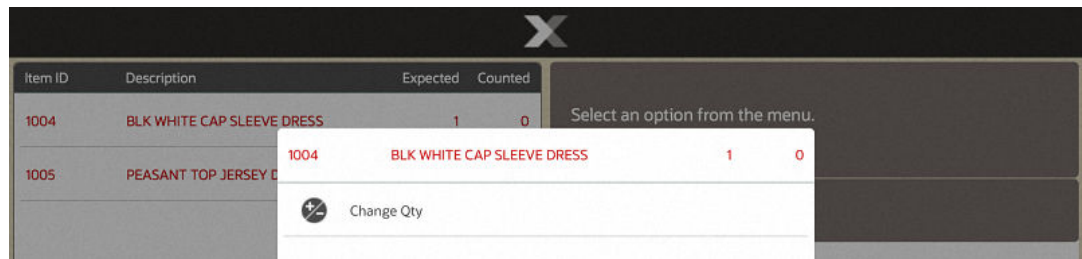 Item ID Description Expected Counted
1004 BLK WHITE CAP SLEEVE DRESS 1 0
Select an option from the menu.
1004 BLK WHITE CAP SLEEVE DRESS 1 0
1005 PEASANT TOP JERSEY
Change Qty